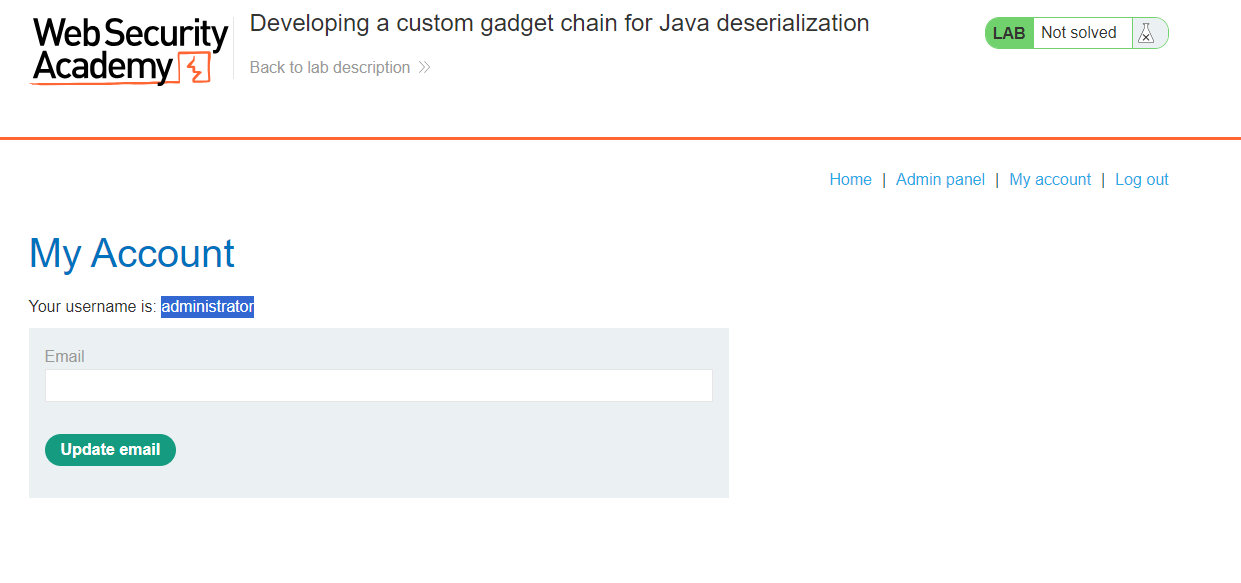 Web Security
Academy
Developing a custom gadget chain for Java deserialization
Back to lab description
LAB Not solved
Home | Admin panel | My account | Log out
My Account
Your username is: administrator
Email
Update email